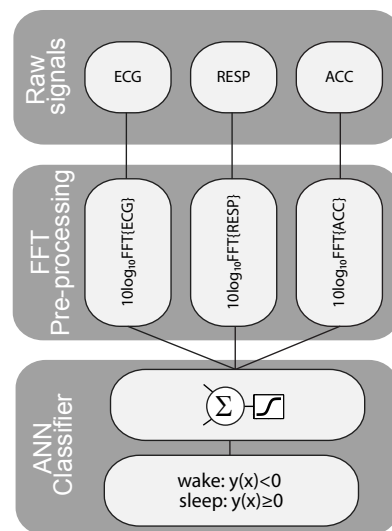 Raw
signals
ECG
RESP
ACC
FFT
Pre-processing
10log₁₀FFT{ECG}
10log₁₀FFT{RESP}
10log₁₀FFT{ACC}
ANN
Classifier
Σ
wake: y(x)<0
sleep: y(x)≥0